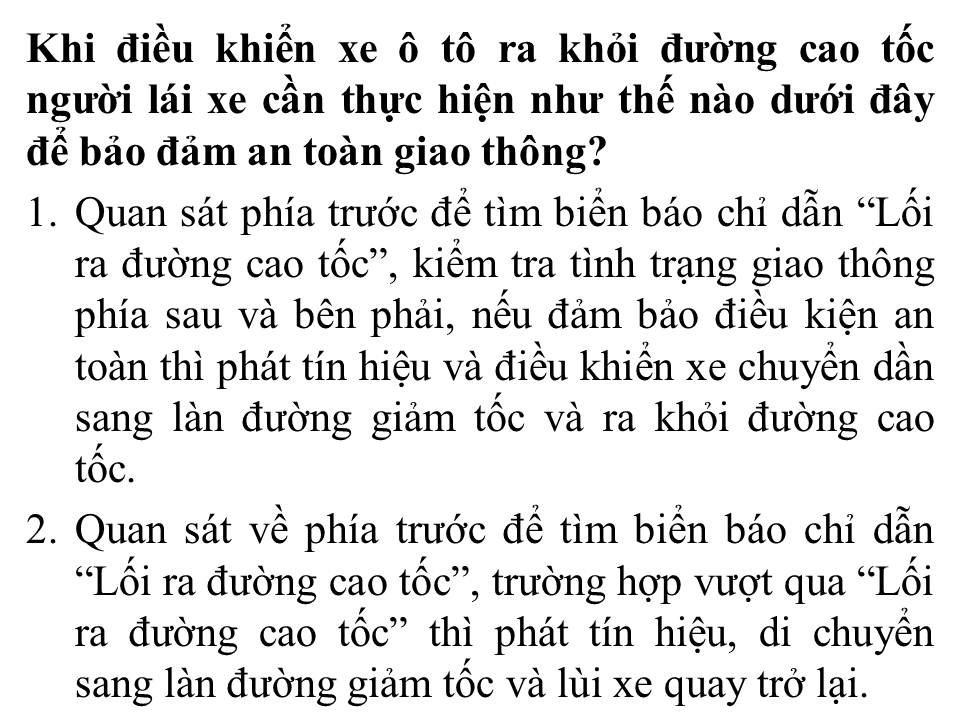 Khi điều khiển xe ô tô ra khỏi đường cao tốc
người lái xe cần thực hiện như thế nào dưới đây
để bảo đảm an toàn giao thông?
1. Quan sát phía trước để tìm biển báo chỉ dẫn “Lối
ra đường cao tốc”, kiểm tra tình trạng giao thông
phía sau và bên phải, nếu đảm bảo điều kiện an
toàn thì phát tín hiệu và điều khiển xe chuyển dần
sang làn đường giảm tốc và ra khỏi đường cao
tốc.
2. Quan sát về phía trước để tìm biển báo chỉ dẫn
“Lối ra đường cao tốc”, trường hợp vượt qua “Lối
ra đường cao tốc” thì phát tín hiệu, di chuyển
sang làn đường giảm tốc và lùi xe quay trở lại.